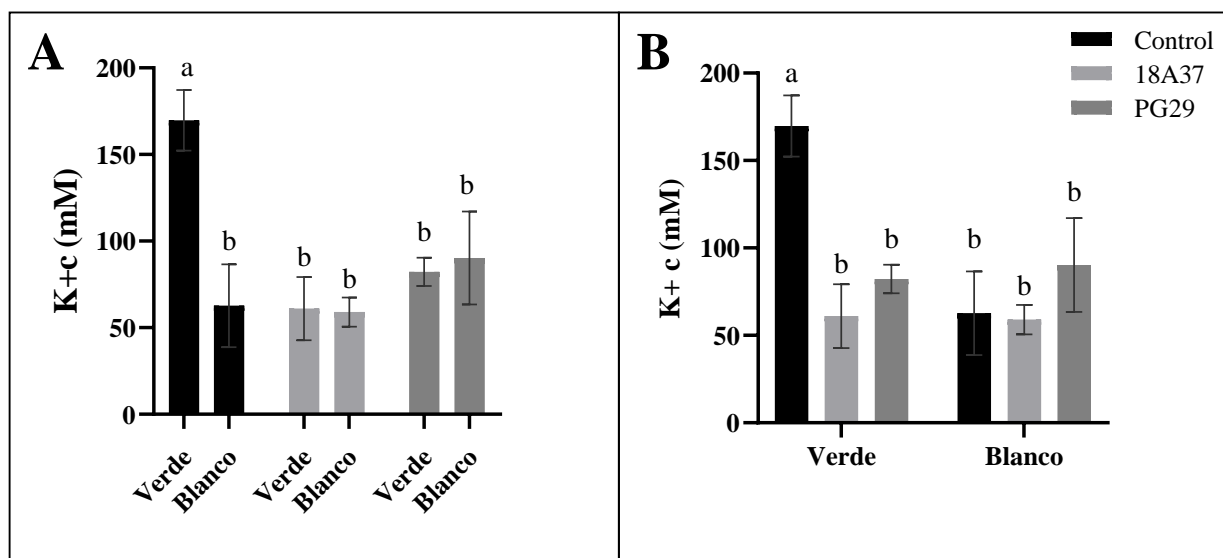 A
K+c (mM)
200
150
100
50
0
a
b
b
b
b
b
Verde
Blanco
Verde
Blanco
Verde
Blanco
B
Control
18A37
PG29
K+ c (mM)
200
150
100
50
0
a
b
b
b
b
b
Verde
Blanco